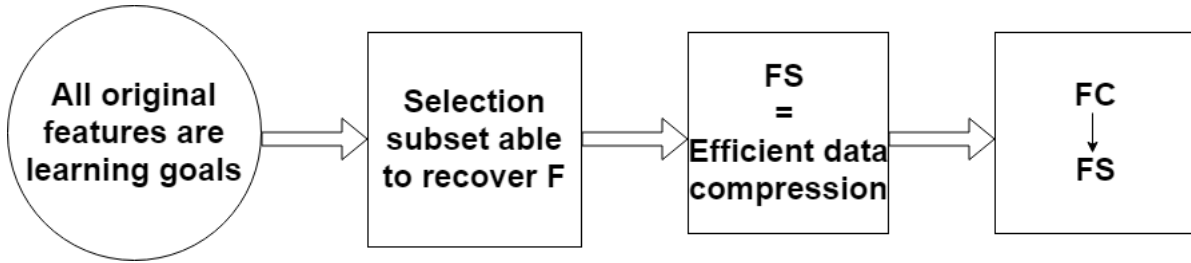 All original
features are
learning goals
Selection
subset able
to recover F
FS
=
Efficient data
compression
FC
FS